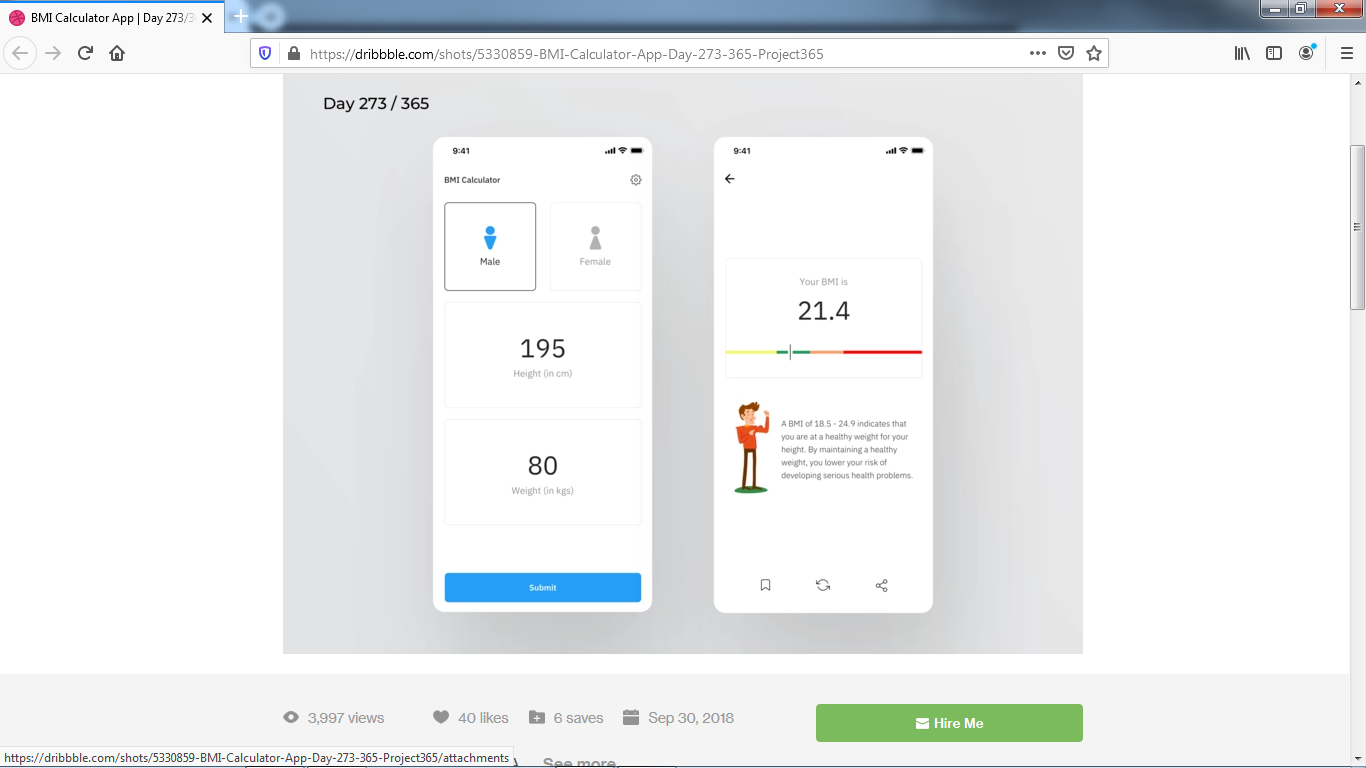 BMI Calculator App | Day 273/3
https://dribbble.com/shots/5330859-BMI-Calculator-App-Day-273-365-Project365
Day 273 / 365
9:41
BMI Calculator
Male
Female
195
Height (in cm)
80
Weight (in kgs)
Submit
9:41
Your BMI is
21.4
A BMI of 18.5 - 24.9 indicates that
you are at a healthy weight for your
height. By maintaining a healthy
weight, you lower your risk of
developing serious health problems.
3,997 views
40 likes
6 saves
Sep 30, 2018
Hire Me
https://dribbble.com/shots/5330859-BMI-Calculator-App-Day-273-365-Project365/attachments
See more.